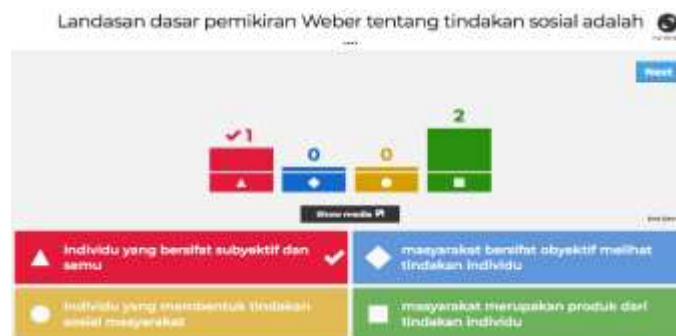 Landasan dasar pemikiran Weber tentang tindakan sosial adalah
Next
1
0
0
2
Show media
individu yang bersifat subyektif dan
semu
masyarakat bersifat obyektif melihat
tindakan individu
individu yang membentuk tindakan
sosial masyarakat
masyarakat merupakan produk dari
tindakan individu